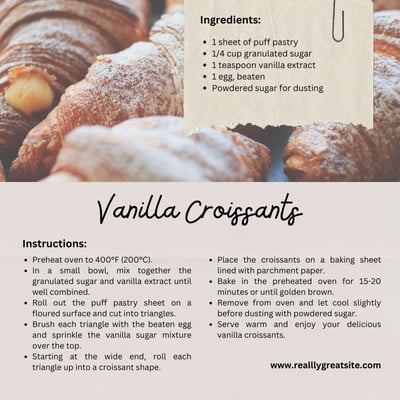 Ingredients:
• 1 sheet of puff pastry
• 1/4 cup granulated sugar
• 1 teaspoon vanilla extract
• 1 egg, beaten
• Powdered sugar for dusting
Vanilla Croissants
Instructions:
• Preheat oven to 400°F (200°C).
• In a small bowl, mix together the
granulated sugar and vanilla extract until
well combined.
• Roll out the puff pastry sheet on a
floured surface and cut into triangles.
• Brush each triangle with the beaten egg
and sprinkle the vanilla sugar mixture
over the top.
• Starting at the wide end, roll each
triangle up into a croissant shape.
• Place the croissants on a baking sheet
lined with parchment paper.
• Bake in the preheated oven for 15-20
minutes or until golden brown.
• Remove from oven and let cool slightly
before dusting with powdered sugar.
• Serve warm and enjoy your delicious
vanilla croissants.
www.realllygreatsite.com